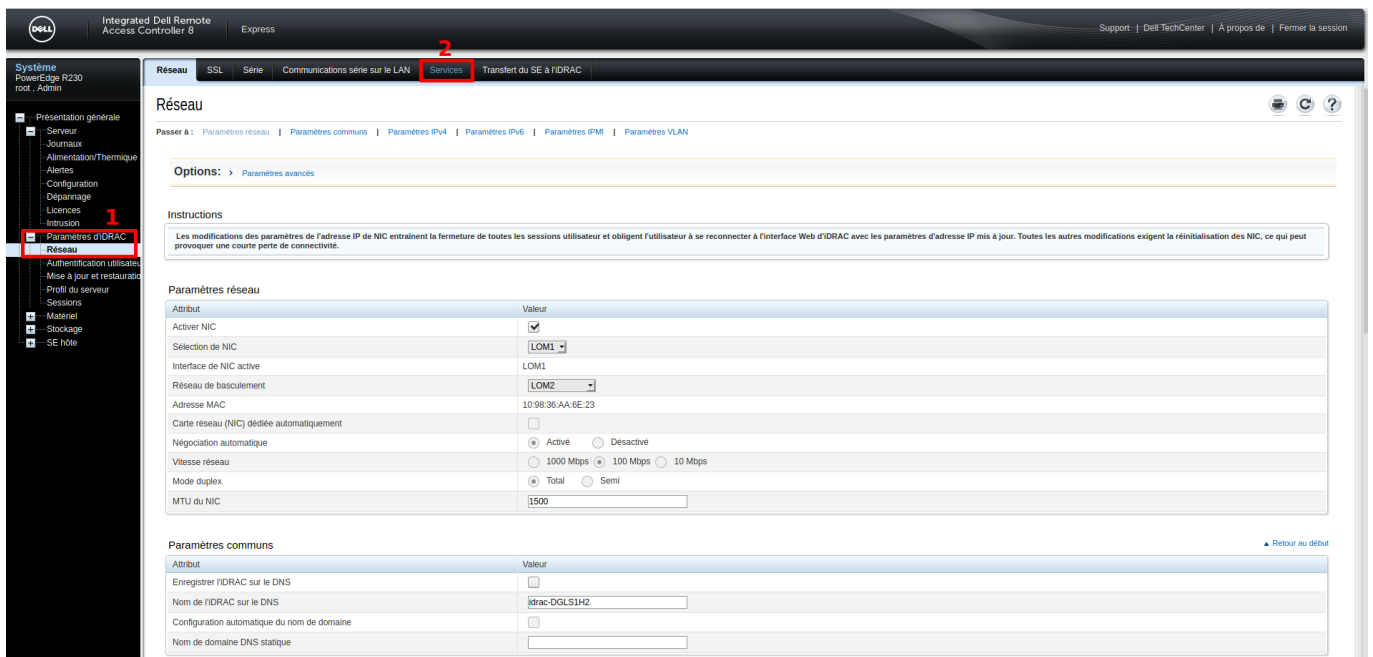 DELL
Integrated Dell Remote
Access Controller 8
Express
Support | Dell TechCenter | À propos de | Fermer la session
2
Système
PowerEdge R230
root , Admin
Réseau SSL Série Communications série sur le LAN Services Transfert du SE à l'iDRAC
Présentation générale
Serveur
Journaux
Alimentation/Thermique
Alertes
Configuration
Dépannage
Licences
Intrusion
1
Paramètres d'iDRAC
Réseau
Authentification utilisateu
Mise à jour et restauratio
Profil du serveur
Sessions
Matériel
Stockage
SE hôte
Réseau
Passer à : Paramètres réseau | Paramètres communs | Paramètres IPv4 | Paramètres IPv6 | Paramètres IPMI | Paramètres VLAN
Options: › Paramètres avancés
Instructions
Les modifications des paramètres de l'adresse IP de NIC entraînent la fermeture de toutes les sessions utilisateur et obligent l'utilisateur à se reconnecter à l'interface Web d'iDRAC avec les paramètres d'adresse IP mis à jour. Toutes les autres modifications exigent la réinitialisation des NIC, ce qui peut
provoquer une courte perte de connectivité.
Paramètres réseau
Attribut Valeur
Activer NIC
Sélection de NIC LOM1
Interface de NIC active LOM1
Réseau de basculement LOM2
Adresse MAC 10:98:36:AA:6E:23
Carte réseau (NIC) dédiée automatiquement
Négociation automatique Activé Désactivé
Vitesse réseau 1000 Mbps 100 Mbps 10 Mbps
Mode duplex Total Semi
MTU du NIC 1500
Paramètres communs
Retour au début
Attribut Valeur
Enregistrer l'iDRAC sur le DNS
Nom de l'iDRAC sur le DNS idrac-DGLS1H2
Configuration automatique du nom de domaine
Nom de domaine DNS statique